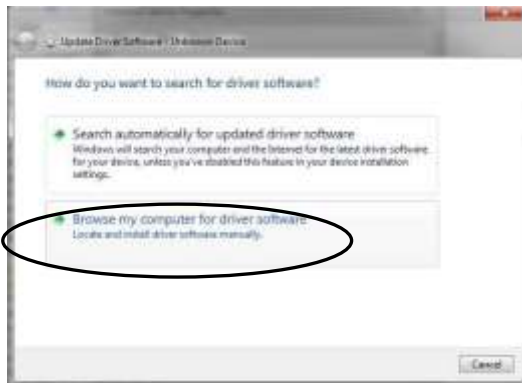 Update Driver Software - Unknown Device
How do you want to search for driver software?
Search automatically for updated driver software
Windows will search your computer and the Internet for the latest driver software
for your device, unless you've disabled this feature in your device installation
settings.
Browse my computer for driver software
Locate and install driver software manually.
Cancel